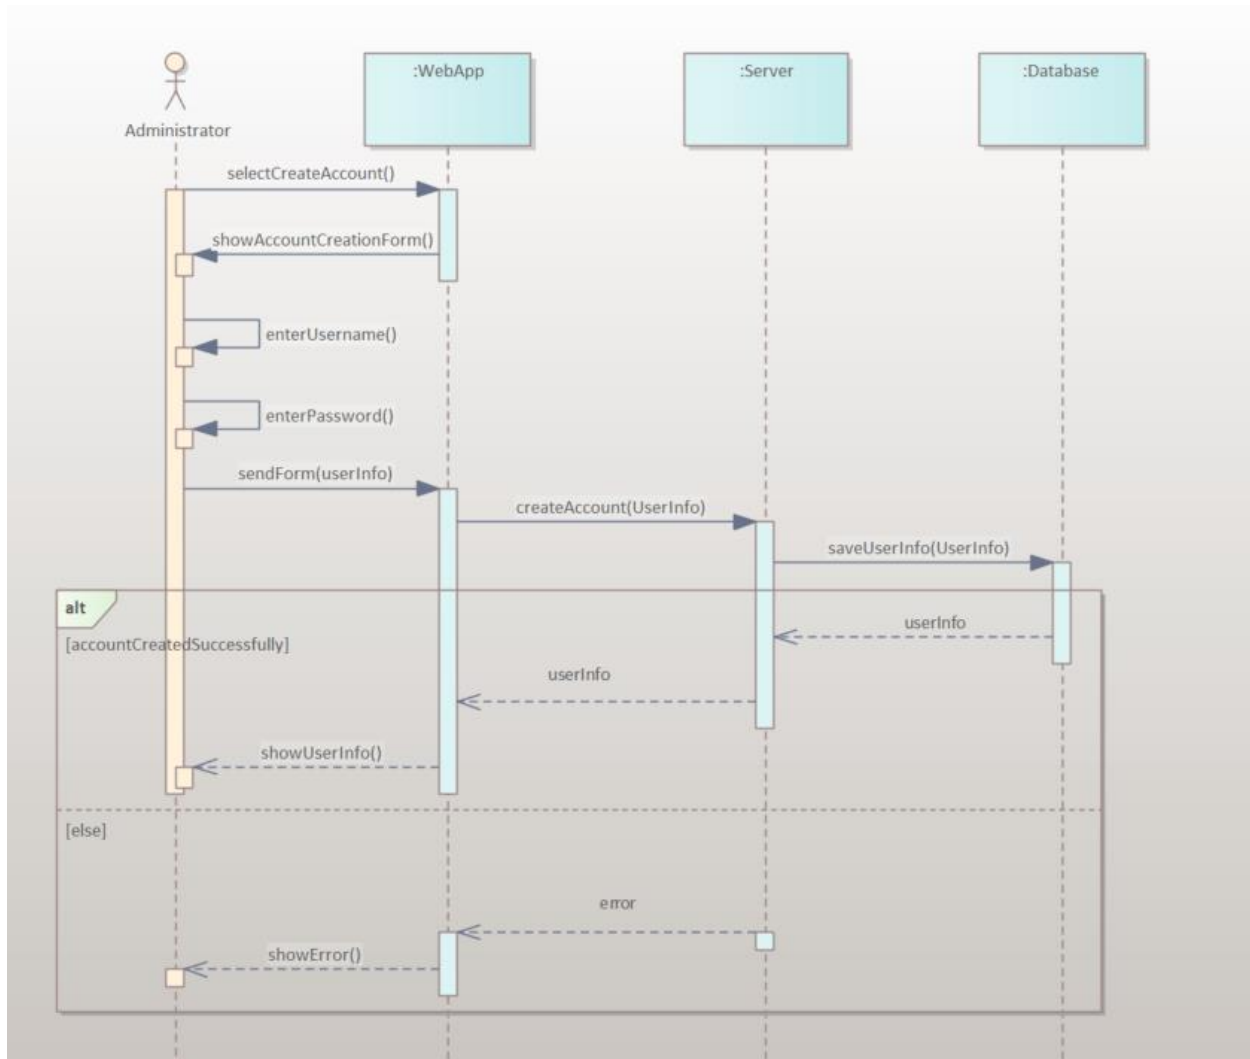 :WebApp
:Server
:Database
Administrator
selectCreateAccount()
showAccountCreationForm()
enterUsername()
enterPassword()
sendForm(userInfo)
createAccount(UserInfo)
saveUserInfo(UserInfo)
alt
[accountCreatedSuccessfully]
userInfo
userInfo
showUserInfo()
[else]
error
showError()